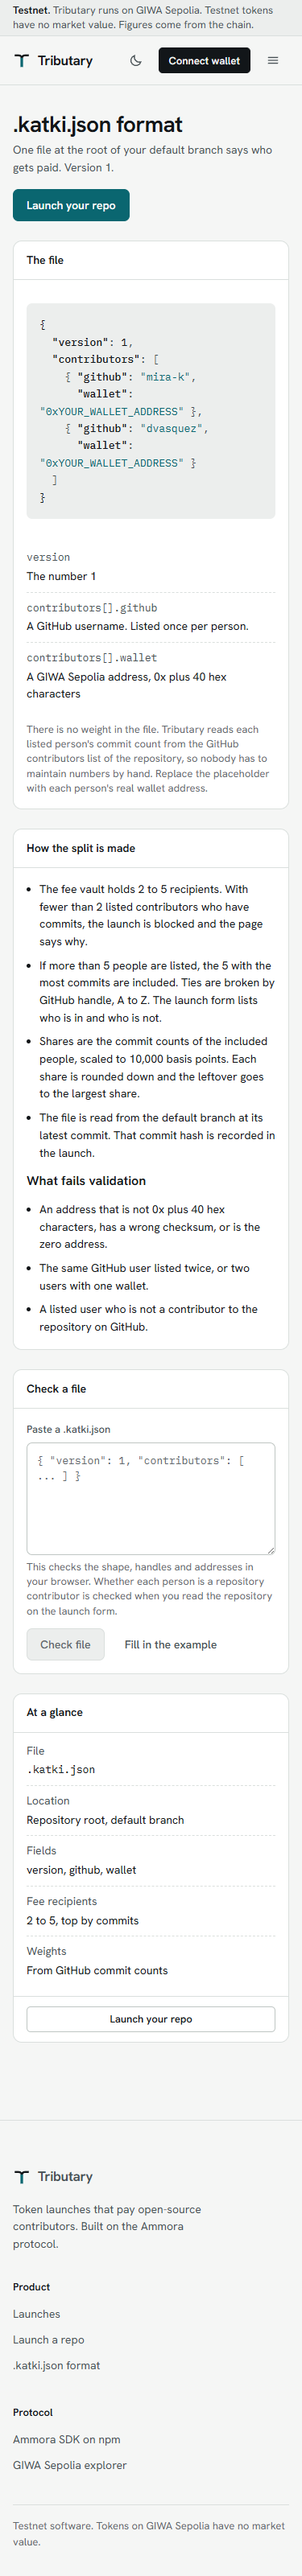 Testnet. Tributary runs on GIWA Sepolia. Testnet tokens
have no market value. Figures come from the chain.
Tributary
Connect wallet
.katki.json format
One file at the root of your default branch says who
gets paid. Version 1.
Launch your repo
The file
{
"version": 1,
"contributors": [
{ "github": "mira-k",
"wallet":
"0xYOUR_WALLET_ADDRESS" },
{ "github": "dvasquez",
"wallet":
"0xYOUR_WALLET_ADDRESS" }
]
}
version
The number 1
contributors[].github
A GitHub username. Listed once per person.
contributors[].wallet
A GIWA Sepolia address, 0x plus 40 hex
characters
There is no weight in the file. Tributary reads each
listed person's commit count from the GitHub
contributors list of the repository, so nobody has to
maintain numbers by hand. Replace the placeholder
with each person's real wallet address.
How the split is made
• The fee vault holds 2 to 5 recipients. With
fewer than 2 listed contributors who have
commits, the launch is blocked and the page
says why.
• If more than 5 people are listed, the 5 with the
most commits are included. Ties are broken by
GitHub handle, A to Z. The launch form lists
who is in and who is not.
• Shares are the commit counts of the included
people, scaled to 10,000 basis points. Each
share is rounded down and the leftover goes
to the largest share.
• The file is read from the default branch at its
latest commit. That commit hash is recorded in
the launch.
What fails validation
• An address that is not 0x plus 40 hex
characters, has a wrong checksum, or is the
zero address.
• The same GitHub user listed twice, or two
users with one wallet.
• A listed user who is not a contributor to the
repository on GitHub.
Check a file
Paste a .katki.json
{ "version": 1, "contributors": [
... ] }
This checks the shape, handles and addresses in
your browser. Whether each person is a repository
contributor is checked when you read the repository
on the launch form.
Check file
Fill in the example
At a glance
File
.katki.json
Location
Repository root, default branch
Fields
version, github, wallet
Fee recipients
2 to 5, top by commits
Weights
From GitHub commit counts
Launch your repo
Tributary
Token launches that pay open-source
contributors. Built on the Ammora
protocol.
Product
Launches
Launch a repo
.katki.json format
Protocol
Ammora SDK on npm
GIWA Sepolia explorer
Testnet software. Tokens on GIWA Sepolia have no market
value.